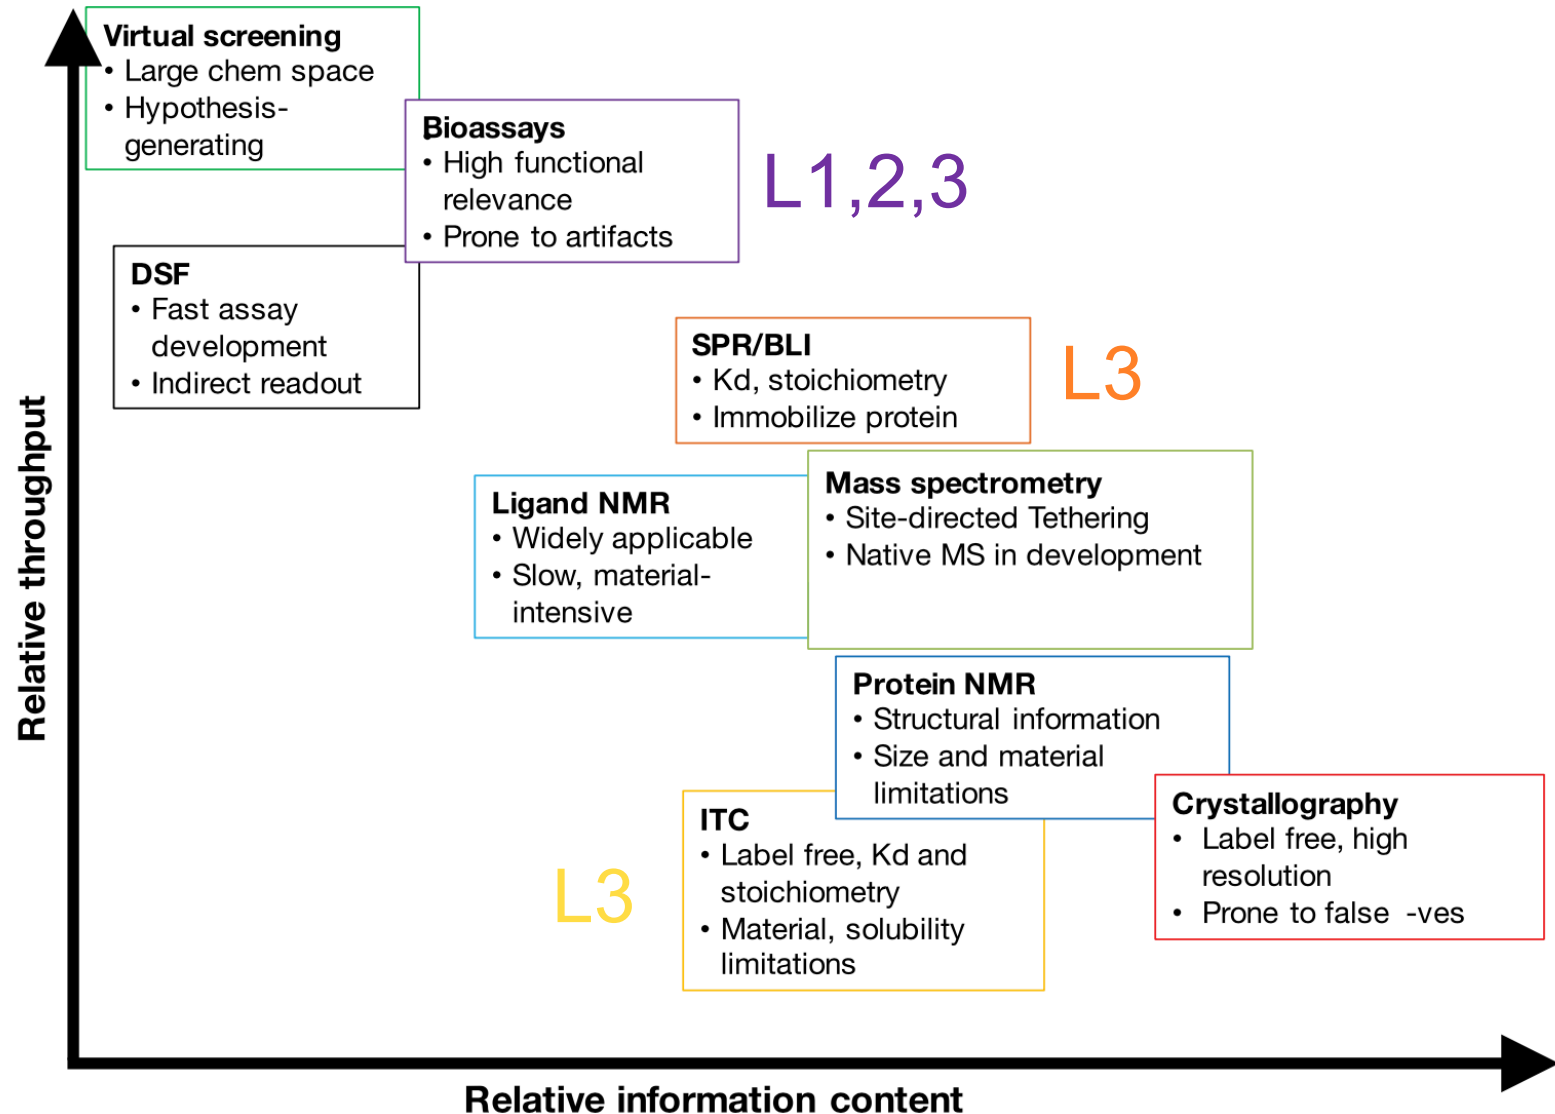 Virtual screening
• Large chem space
• Hypothesis-
generating
Bioassays
• High functional
relevance
• Prone to artifacts
L1,2,3
DSF
• Fast assay
development
• Indirect readout
SPR/BLI
• Kd, stoichiometry
• Immobilize protein
L3
Ligand NMR
• Widely applicable
• Slow, material-
intensive
Mass spectrometry
• Site-directed Tethering
• Native MS in development
Protein NMR
• Structural information
• Size and material
limitations
ITC
• Label free, Kd and
stoichiometry
• Material, solubility
limitations
L3
Crystallography
• Label free, high
resolution
• Prone to false -ves
Relative throughput
Relative information content